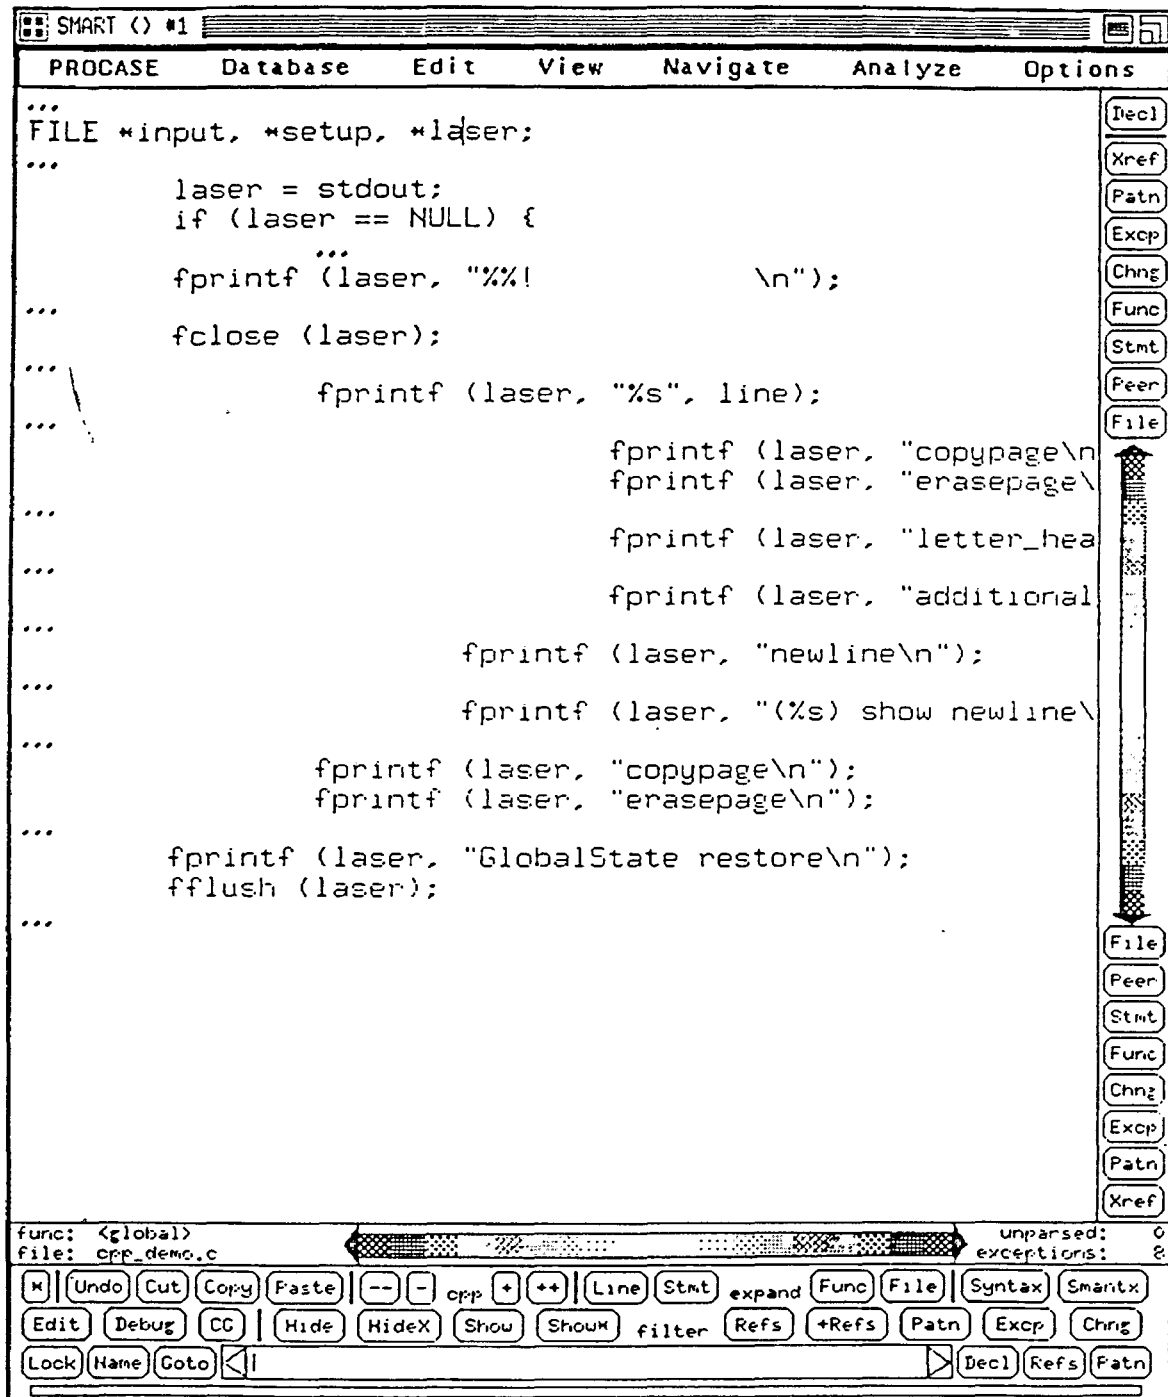 SMART () #1
PROCASE Database Edit View Navigate Analyze Options
...
FILE *input, *setup, *laser;
...
laser = stdout;
if (laser == NULL) {
...
fprintf (laser, "%%! \n");
...
fclose (laser);
...
fprintf (laser, "%s", line);
...
fprintf (laser, "copypage\n
fprintf (laser, "erasepage\
...
fprintf (laser, "letter_hea
...
fprintf (laser, "additional
...
fprintf (laser, "newline\n");
...
fprintf (laser, "(%s) show newline\
...
fprintf (laser, "copypage\n");
fprintf (laser, "erasepage\n");
...
fprintf (laser, "GlobalState restore\n");
fflush (laser);
...
Decl
Xref
Patn
Excp
Chng
Func
Stmt
Peer
File
File
Peer
Stmt
Func
Chng
Excp
Patn
Xref
func: <global> unparsed: 0
file: cpp_demo.c exceptions: 8
* Undo Cut Copy Paste -- - cpp + ++ Line Stmt expand Func File Syntax Smantx
Edit Debug CG Hide HideX Show Show* filter Refs +Refs Patn Excp Chng
Lock Name Goto Decl Refs Patn